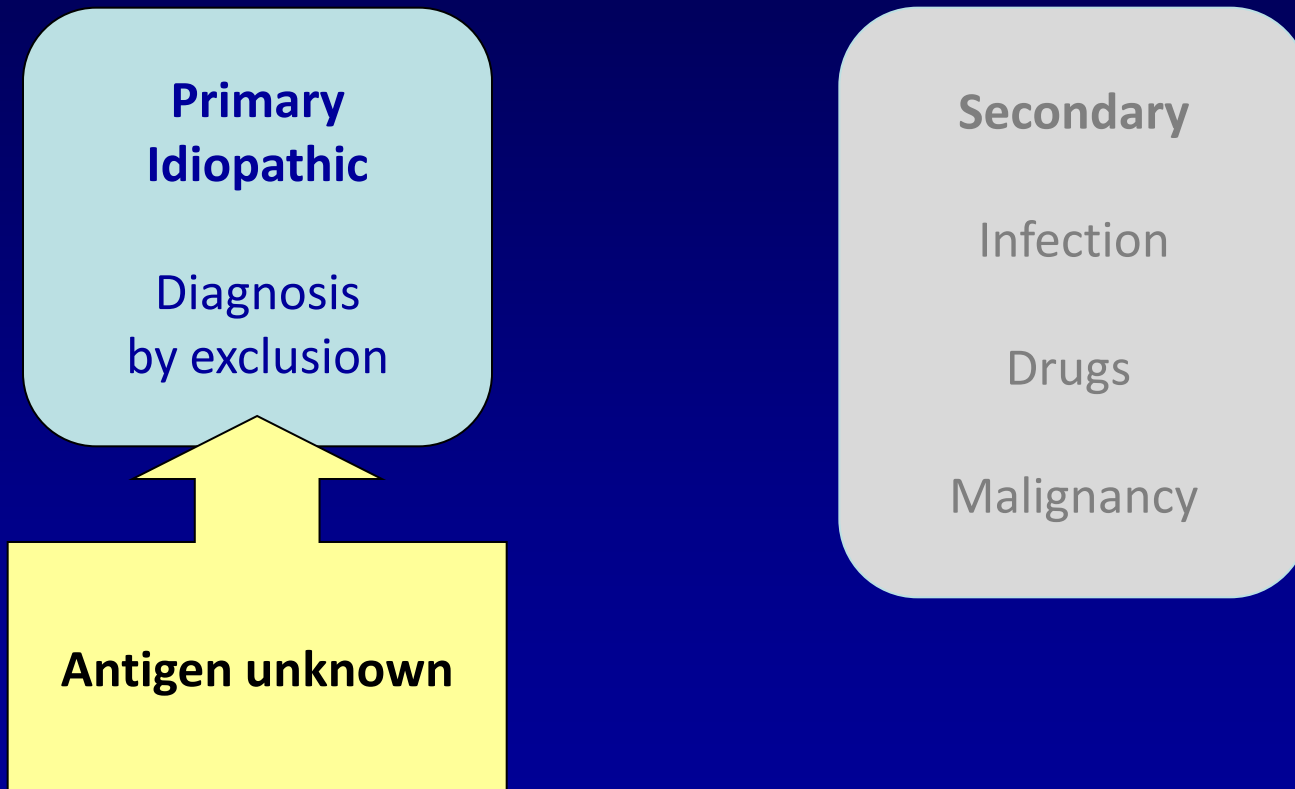 Primary
Idiopathic
Diagnosis
by exclusion
Antigen unknown
Secondary
Infection
Drugs
Malignancy